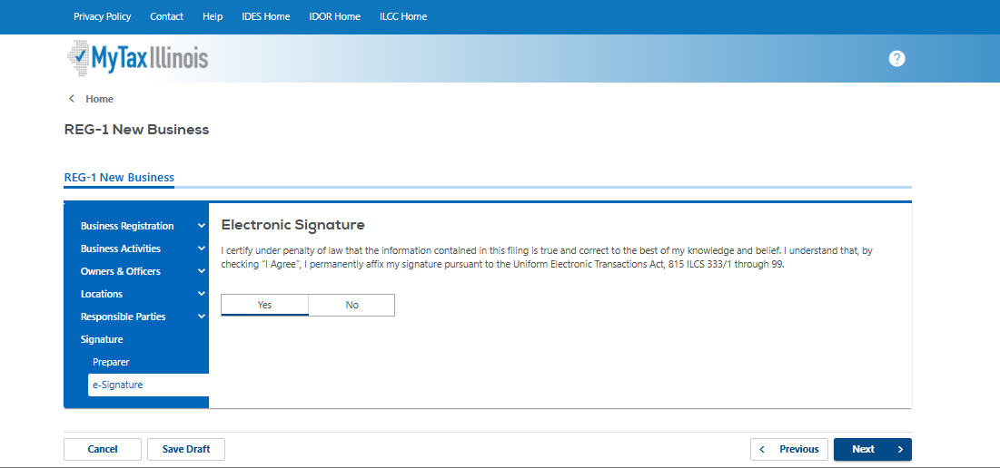 Privacy Policy Contact Help IDES Home IDOR Home ILCC Home
MyTax Illinois
?
Home
REG-1 New Business
REG-1 New Business
Business Registration
Business Activities
Owners & Officers
Locations
Responsible Parties
Signature
Preparer
e-Signature
Electronic Signature
I certify under penalty of law that the information contained in this filing is true and correct to the best of my knowledge and belief. I understand that, by
checking "I Agree", I permanently affix my signature pursuant to the Uniform Electronic Transactions Act, 815 ILCS 333/1 through 99.
Yes No
Cancel Save Draft Previous Next